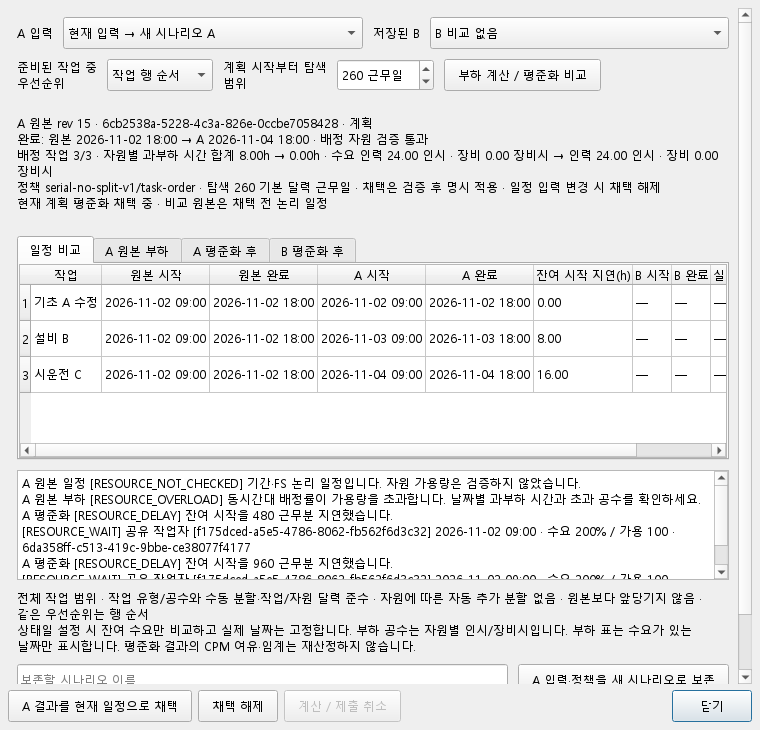 A 입력 현재 입력 → 새 시나리오 A 저장된 B B 비교 없음
준비된 작업 중 우선순위 작업 행 순서 계획 시작부터 탐색 범위 260 근무일 부하 계산 / 평준화 비교
A 원본 rev 15 · 6cb2538a-5228-4c3a-826e-0ccbe7058428 · 계획
완료: 원본 2026-11-02 18:00 → A 2026-11-04 18:00 · 배정 자원 검증 통과
배정 작업 3/3 · 자원별 과부하 시간 합계 8.00h → 0.00h · 수요 인력 24.00 인시 · 장비 0.00 장비시 → 인력 24.00 인시 · 장비 0.00
장비시
정책 serial-no-split-v1/task-order · 탐색 260 기본 달력 근무일 · 채택은 검증 후 명시 적용 · 일정 입력 변경 시 채택 해제
현재 계획 평준화 채택 중 · 비교 원본은 채택 전 논리 일정
일정 비교 A 원본 부하 A 평준화 후 B 평준화 후
작업 원본 시작 원본 완료 A 시작 A 완료 잔여 시작 지연(h) B 시작 B 완료 실
1 기초 A 수정 2026-11-02 09:00 2026-11-02 18:00 2026-11-02 09:00 2026-11-02 18:00 0.00 — — —
2 설비 B 2026-11-02 09:00 2026-11-02 18:00 2026-11-03 09:00 2026-11-03 18:00 8.00 — — —
3 시운전 C 2026-11-02 09:00 2026-11-02 18:00 2026-11-04 09:00 2026-11-04 18:00 16.00 — — —
A 원본 일정 [RESOURCE_NOT_CHECKED] 기간·FS 논리 일정입니다. 자원 가용량은 검증하지 않았습니다.
A 원본 부하 [RESOURCE_OVERLOAD] 동시간대 배정률이 가용량을 초과합니다. 날짜별 과부하 시간과 초과 공수를 확인하세요.
A 평준화 [RESOURCE_DELAY] 잔여 시작을 480 근무분 지연했습니다.
[RESOURCE_WAIT] 공유 작업자 [f175dced-a5e5-4786-8062-fb562f6d3c32] 2026-11-02 09:00 · 수요 200% / 가용 100 ·
6da358ff-c513-419c-9bbe-ce38077f4177
A 평준화 [RESOURCE_DELAY] 잔여 시작을 960 근무분 지연했습니다.
[RESOURCE_WAIT] 공유 작업자 [f175dced-a5e5-4786-8062-fb562f6d3c32] 2026-11-02 09:00 · 수요 200% / 가용 100 ·
전체 작업 범위 · 작업 유형/공수와 수동 분할·작업/자원 달력 준수 · 자원에 따른 자동 추가 분할 없음 · 원본보다 앞당기지 않음 ·
같은 우선순위는 행 순서
상태일 설정 시 잔여 수요만 비교하고 실제 날짜는 고정합니다. 부하 공수는 자원별 인시/장비시입니다. 부하 표는 수요가 있는
날짜만 표시합니다. 평준화 결과의 CPM 여유·임계는 재산정하지 않습니다.
보존할 시나리오 이름 A 입력·정책을 새 시나리오로 보존
A 결과를 현재 일정으로 채택 채택 해제 계산 / 제출 취소 닫기